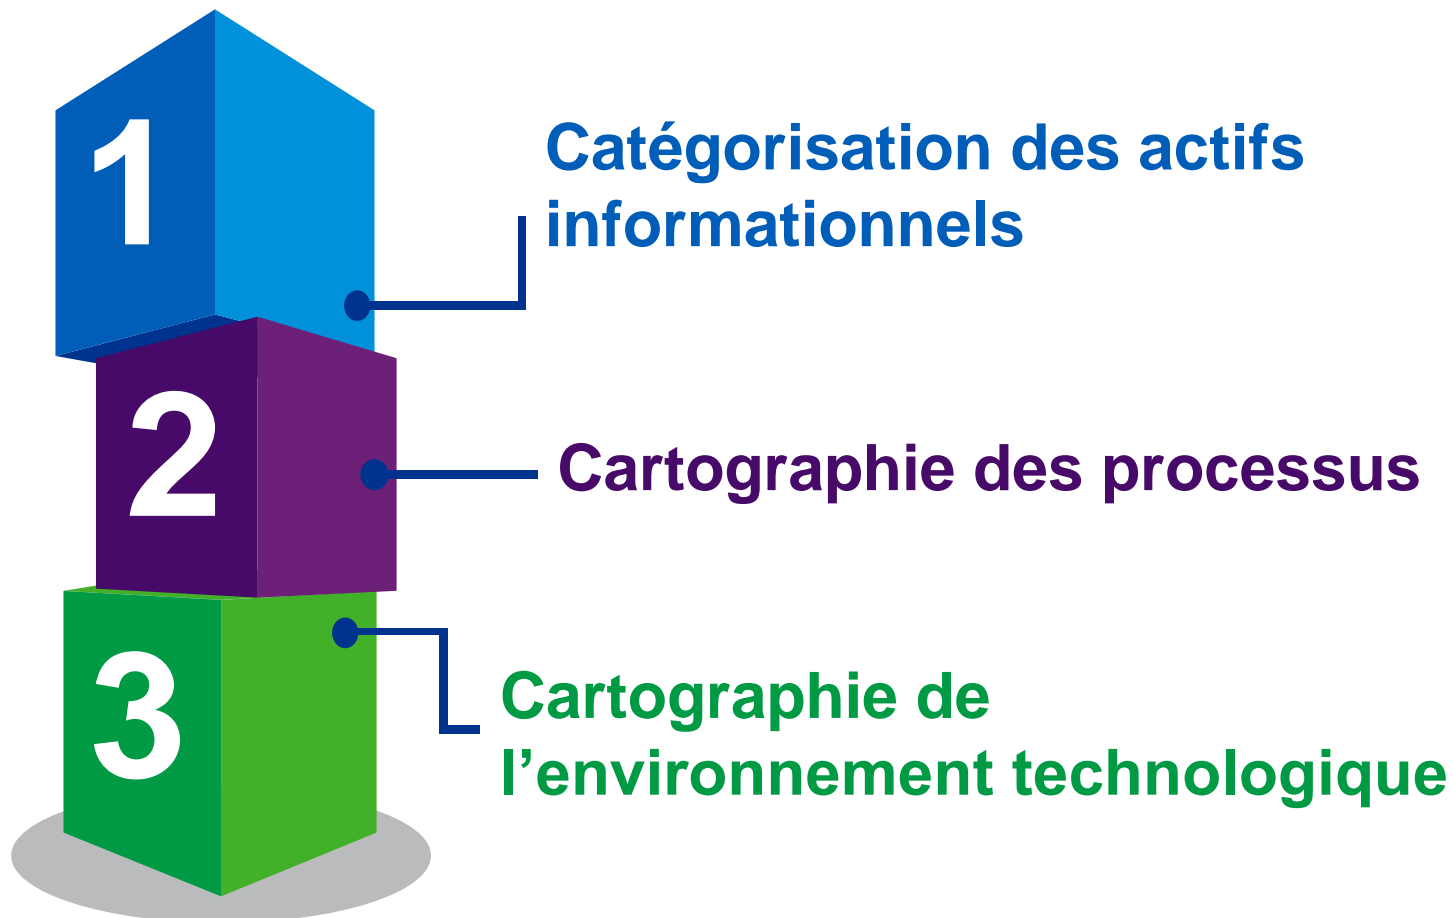 1
Catégorisation des actifs
informationnels
2
Cartographie des processus
3
Cartographie de
l’environnement technologique